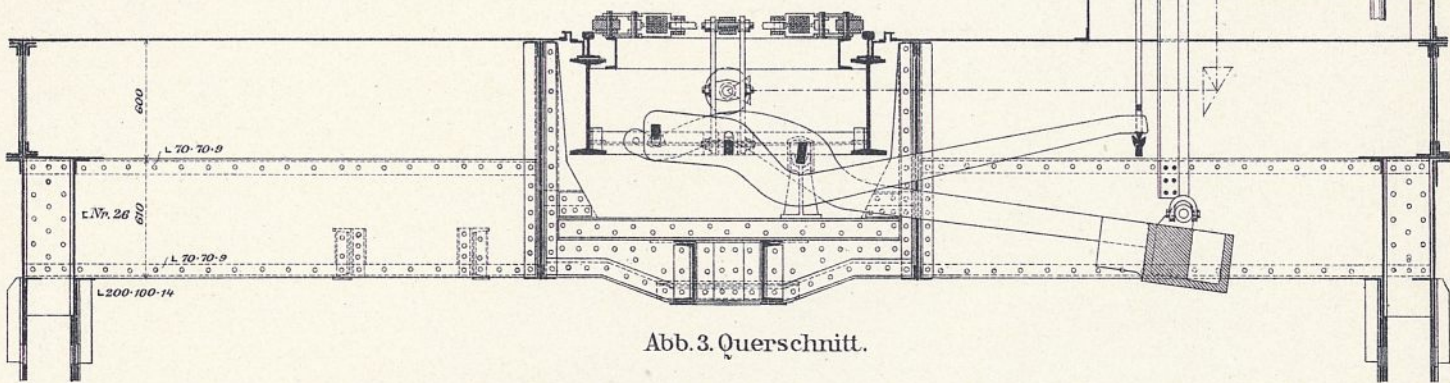 600
∟ 70·70·9
610
⊏ Nr. 26
∟ 70·70·9
∟ 200·100·14
Abb. 3. Querschnitt.